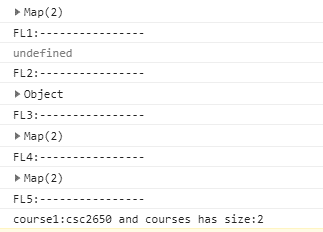 Map(2)
FL1:----------------
undefined
FL2:----------------
Object
FL3:----------------
Map(2)
FL4:----------------
Map(2)
FL5:----------------
course1:csc2650 and courses has size:2